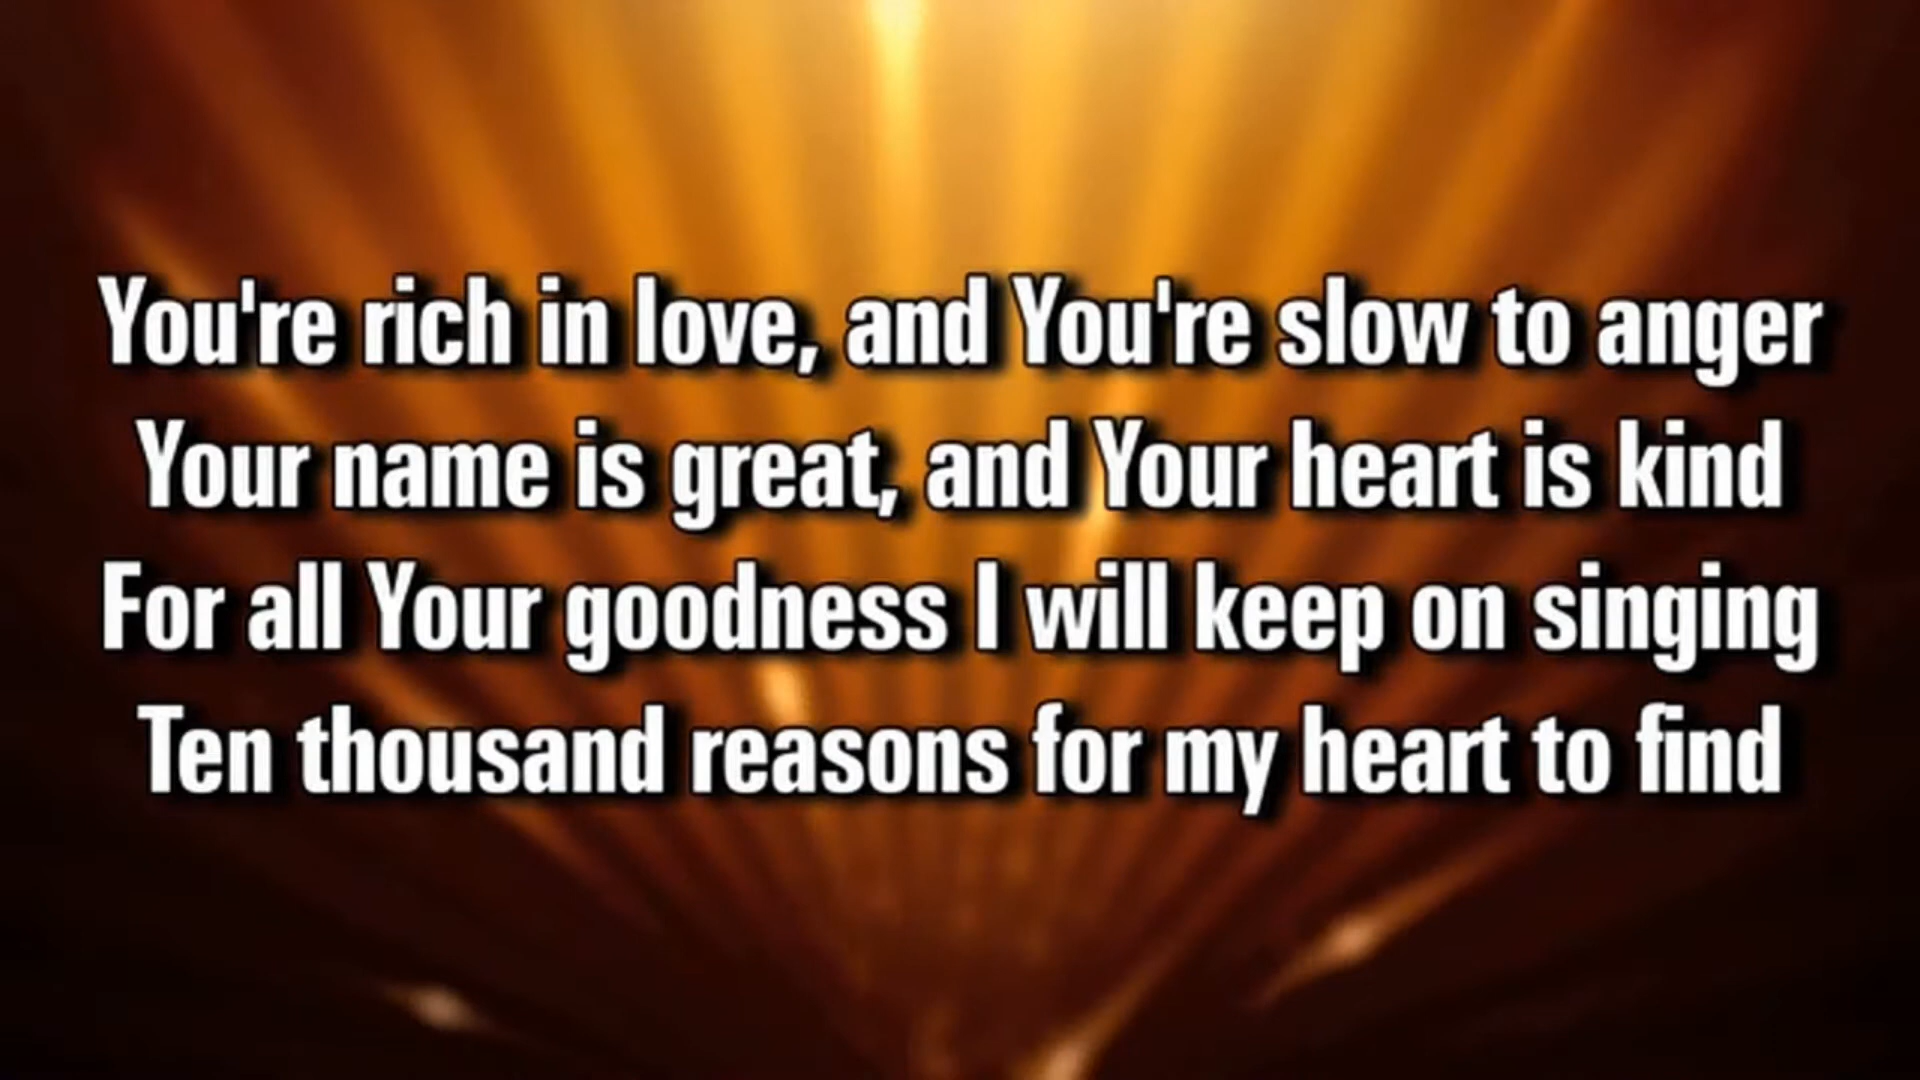 You're rich in love, and You're slow to anger
Your name is great, and Your heart is kind
For all Your goodness I will keep on singing
Ten thousand reasons for my heart to find